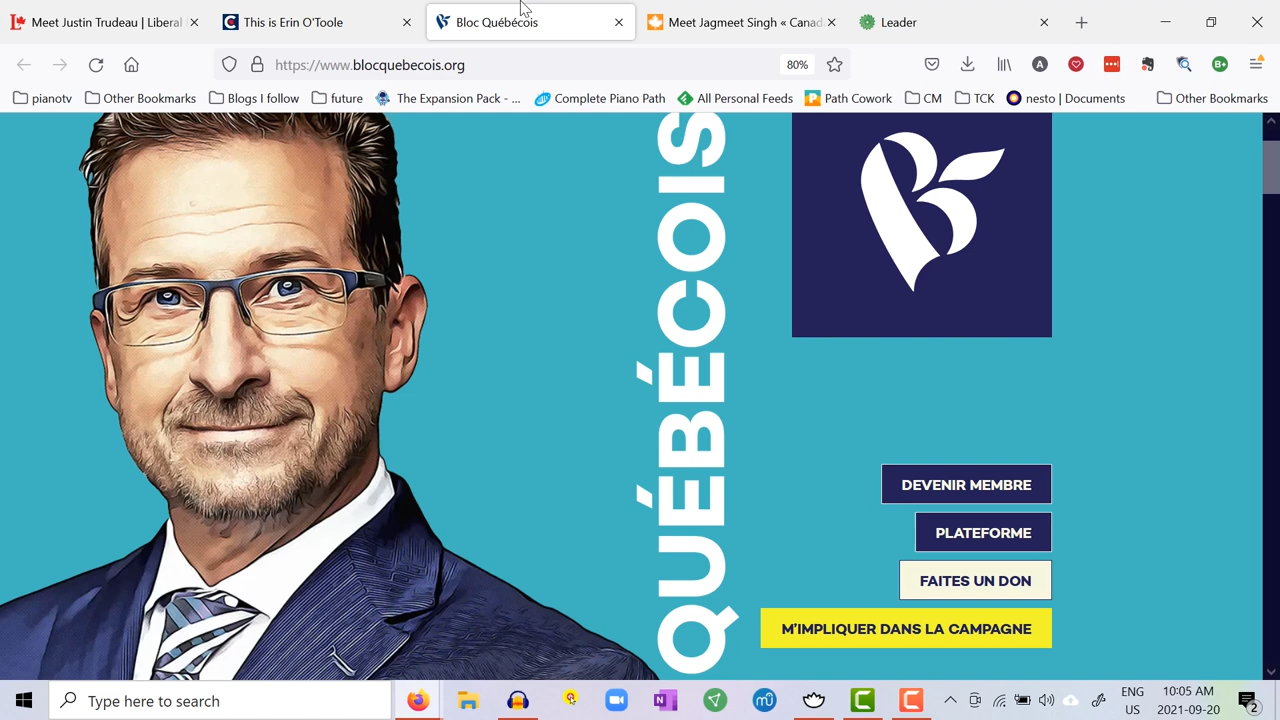 Meet Justin Trudeau | Liberal
This is Erin O'Toole
Bloc Québécois
Meet Jagmeet Singh « Canad
Leader
https://www.blocquebecois.org
80%
A
B+
pianotv
Other Bookmarks
Blogs I follow
future
The Expansion Pack - ...
Complete Piano Path
All Personal Feeds
Path Cowork
CM
TCK
nesto | Documents
Other Bookmarks
QUÉBÉCOIS
DEVENIR MEMBRE
PLATEFORME
FAITES UN DON
M'IMPLIQUER DANS LA CAMPAGNE
Type here to search
ENG
US
10:05 AM
2021-09-20
2